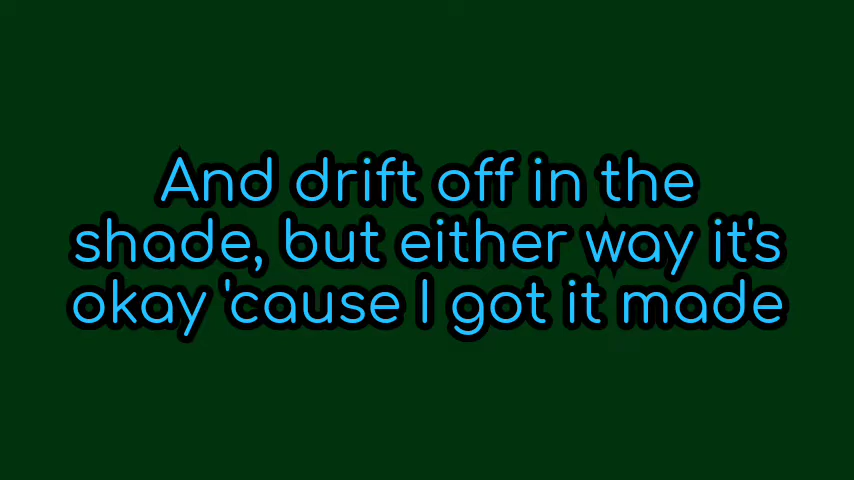 And drift off in the
shade, but either way it's
okay 'cause I got it made